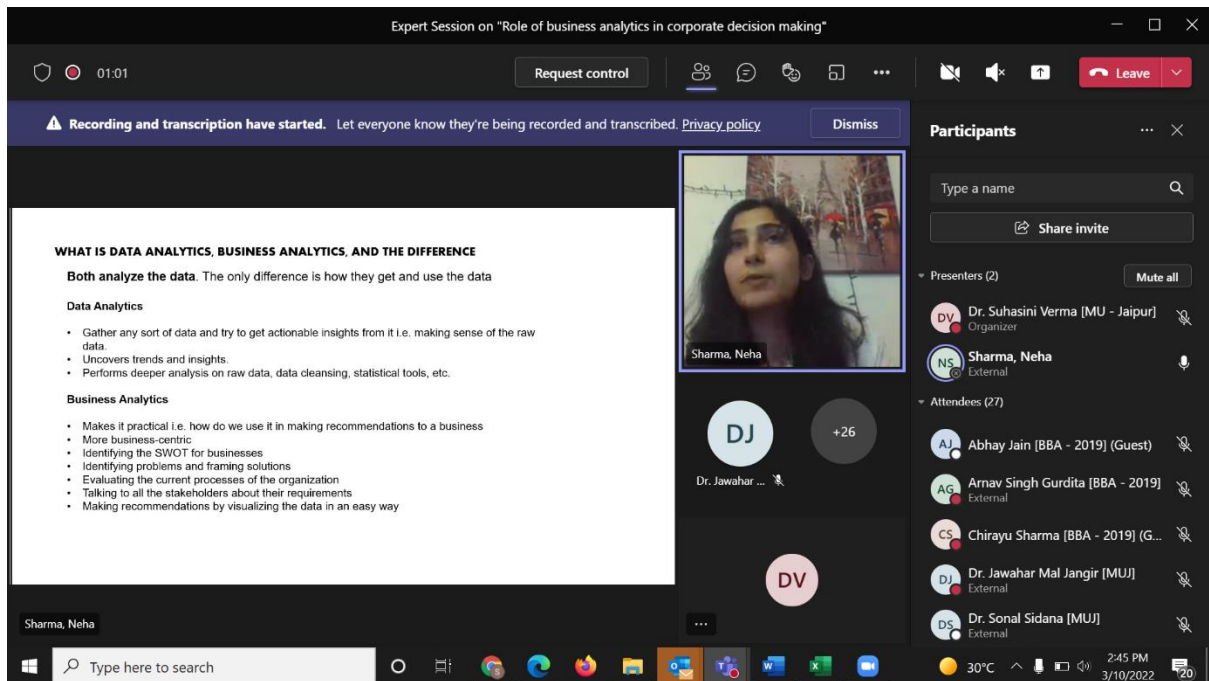 Expert Session on "Role of business analytics in corporate decision making"
01:01
Request control
Leave
Recording and transcription have started. Let everyone know they're being recorded and transcribed. Privacy policy
Dismiss
WHAT IS DATA ANALYTICS, BUSINESS ANALYTICS, AND THE DIFFERENCE
Both analyze the data. The only difference is how they get and use the data
Data Analytics
• Gather any sort of data and try to get actionable insights from it i.e. making sense of the raw
data.
• Uncovers trends and insights.
• Performs deeper analysis on raw data, data cleansing, statistical tools, etc.
Business Analytics
• Makes it practical i.e. how do we use it in making recommendations to a business
• More business-centric
• Identifying the SWOT for businesses
• Identifying problems and framing solutions
• Evaluating the current processes of the organization
• Talking to all the stakeholders about their requirements
• Making recommendations by visualizing the data in an easy way
Sharma, Neha
Sharma, Neha
DJ
+26
Dr. Jawahar ...
DV
...
Participants
Type a name
Share invite
Presenters (2)
Mute all
DV
Dr. Suhasini Verma [MU - Jaipur]
Organizer
NS
Sharma, Neha
External
Attendees (27)
AJ
Abhay Jain [BBA - 2019] (Guest)
AG
Arnav Singh Gurdita [BBA - 2019]
External
CS
Chirayu Sharma [BBA - 2019] (G...
DJ
Dr. Jawahar Mal Jangir [MUJ]
External
DS
Dr. Sonal Sidana [MUJ]
External
Type here to search
30°C
2:45 PM
3/10/2022
20